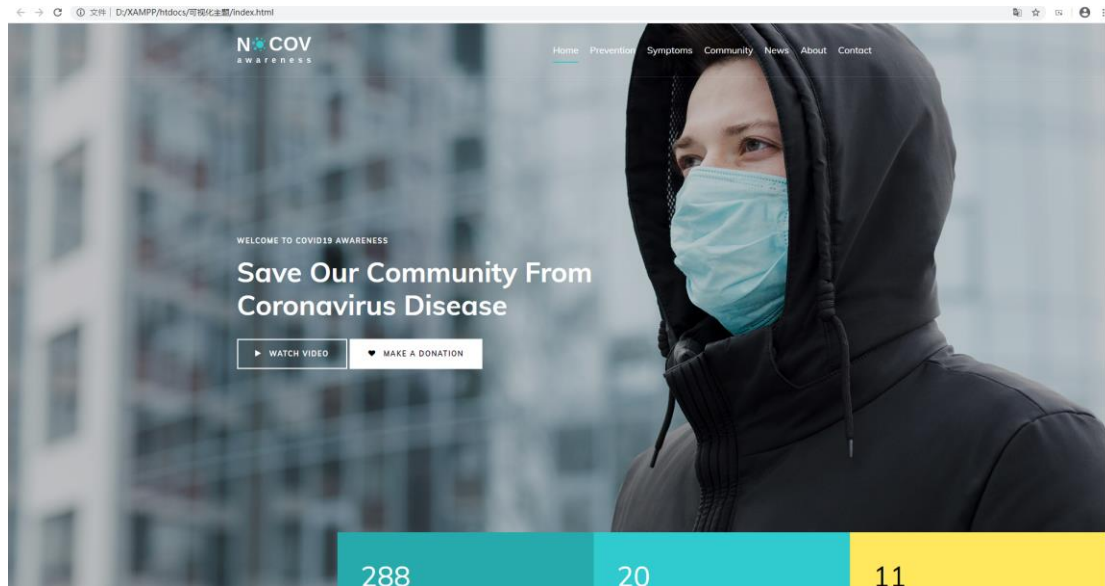 文件 | D:/XAMPP/htdocs/可视化主题/index.html
N COV
awareness
Home Prevention Symptoms Community News About Contact
WELCOME TO COVID19 AWARENESS
Save Our Community From
Coronavirus Disease
WATCH VIDEO MAKE A DONATION
288 20 11